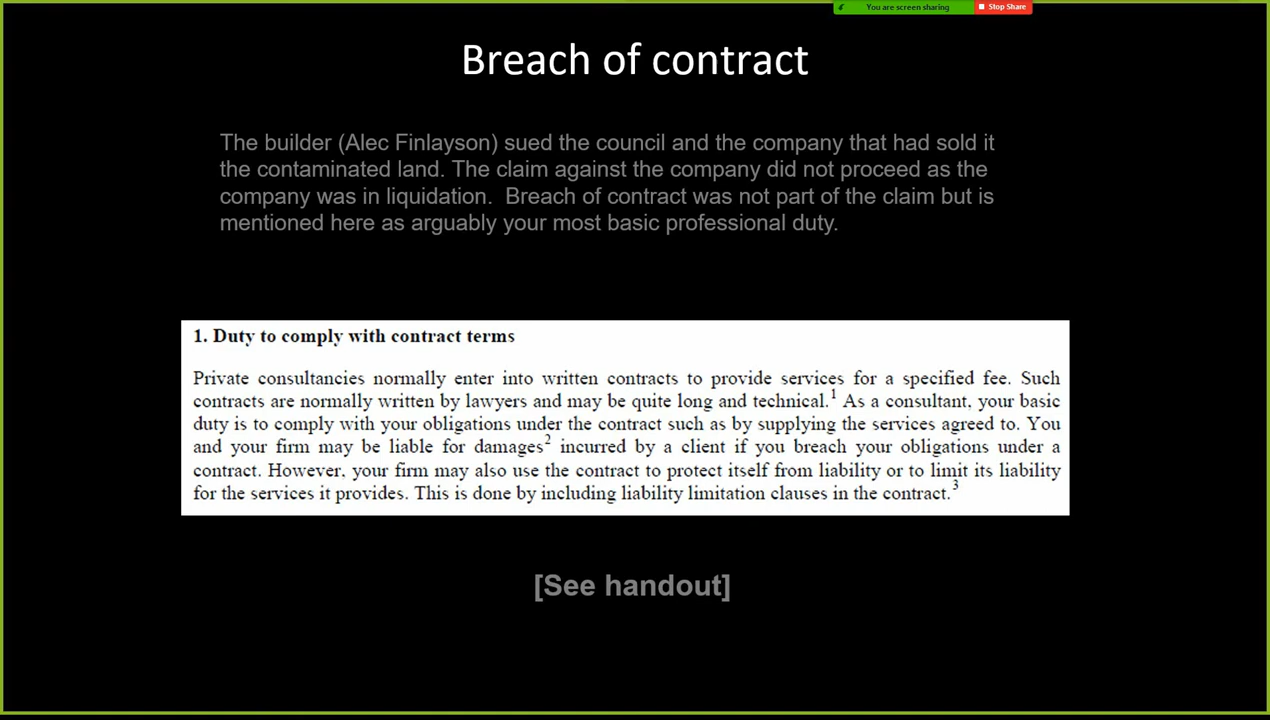 You are screen sharing
Stop Share
Breach of contract
The builder (Alec Finlayson) sued the council and the company that had sold it
the contaminated land. The claim against the company did not proceed as the
company was in liquidation.  Breach of contract was not part of the claim but is
mentioned here as arguably your most basic professional duty.
1. Duty to comply with contract terms
Private consultancies normally enter into written contracts to provide services for a specified fee. Such
contracts are normally written by lawyers and may be quite long and technical.1 As a consultant, your basic
duty is to comply with your obligations under the contract such as by supplying the services agreed to. You
and your firm may be liable for damages2 incurred by a client if you breach your obligations under a
contract. However, your firm may also use the contract to protect itself from liability or to limit its liability
for the services it provides. This is done by including liability limitation clauses in the contract.3
[See handout]